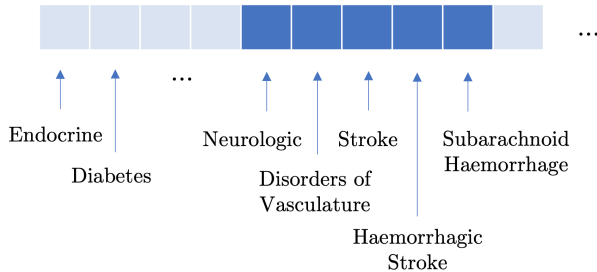 ...
...
Endocrine
Diabetes
Neurologic
Disorders of
Vasculature
Stroke
Haemorrhagic
Stroke
Subarachnoid
Haemorrhage